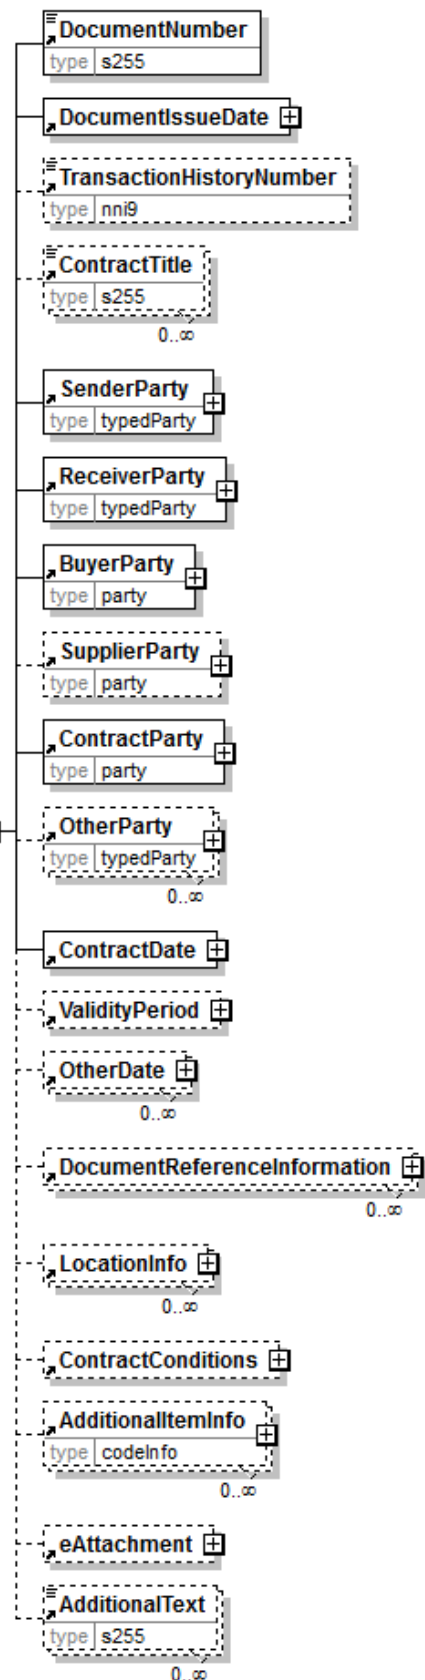 DocumentNumber
type s255
DocumentIssueDate
TransactionHistoryNumber
type nni9
ContractTitle
type s255
0..∞
SenderParty
type typedParty
ReceiverParty
type typedParty
BuyerParty
type party
SupplierParty
type party
ContractParty
type party
OtherParty
type typedParty
0..∞
ContractDate
ValidityPeriod
OtherDate
0..∞
DocumentReferenceInformation
0..∞
LocationInfo
0..∞
ContractConditions
AdditionalItemInfo
type codeInfo
0..∞
eAttachment
AdditionalText
type s255
0..∞